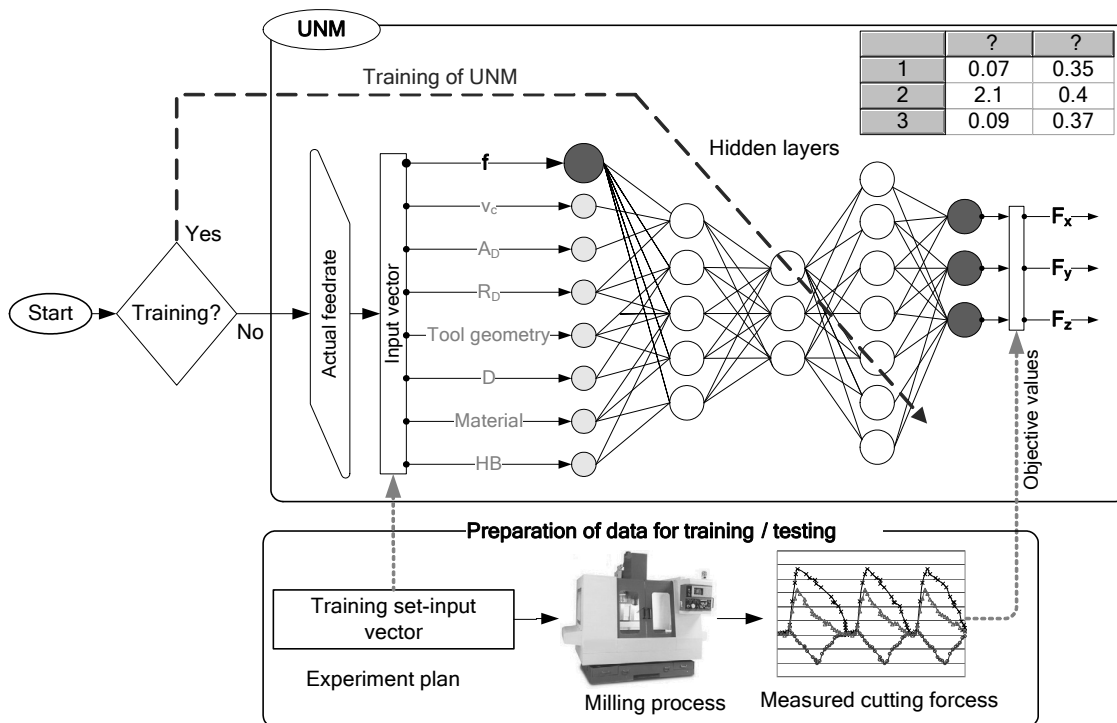 UNM
? ?
1 0.07 0.35
2 2.1 0.4
3 0.09 0.37
Training of UNM
Hidden layers
Start
Training?
Yes
No
Actual feedrate
Input vector
f
vc
AD
RD
Tool geometry
D
Material
HB
Fx
Fy
Fz
Objective values
Preparation of data for training / testing
Training set-input
vector
Experiment plan
Milling process
Measured cutting forcess